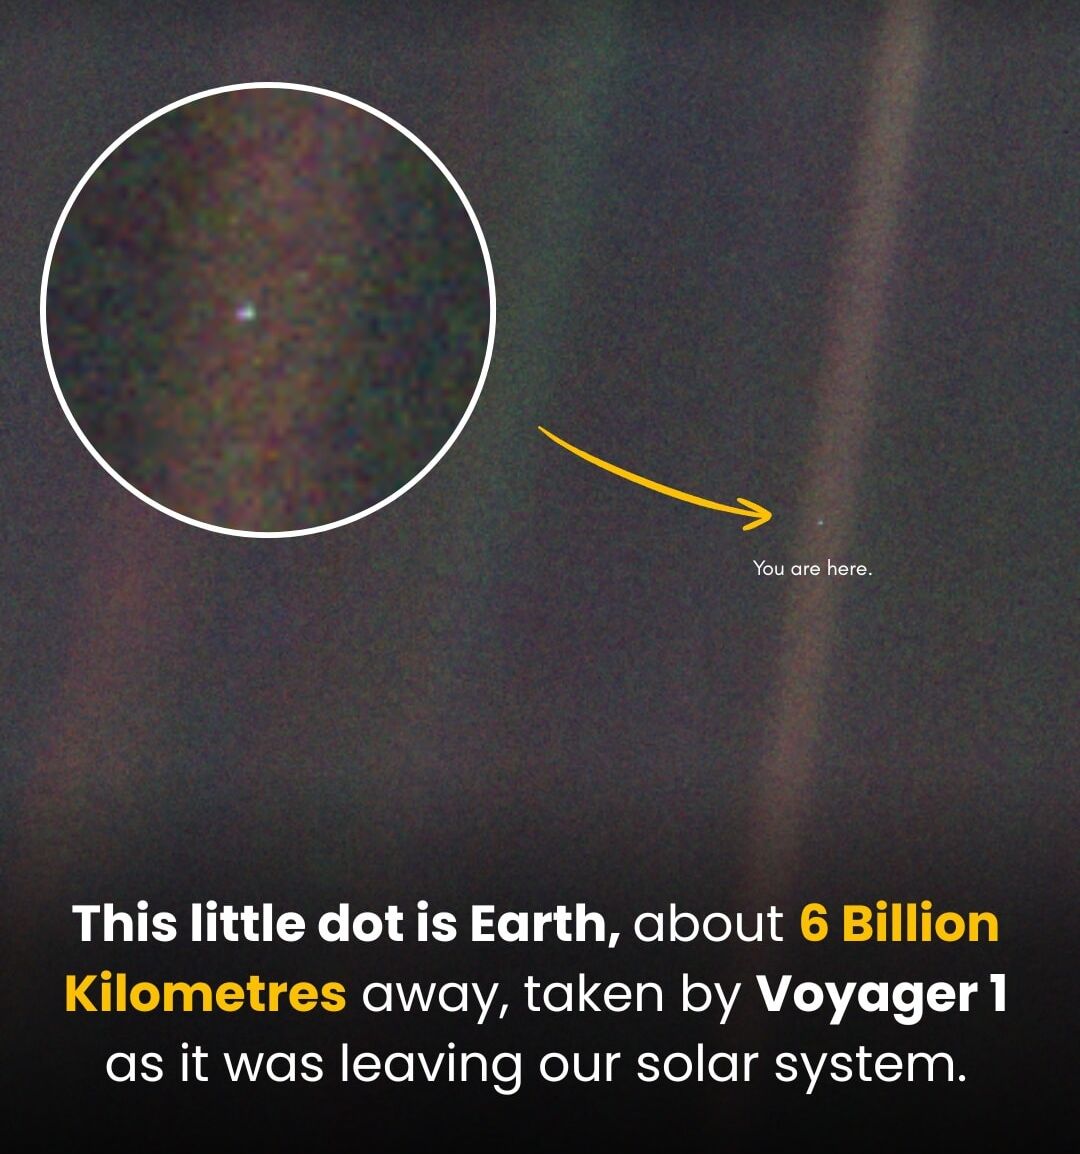 You are here.
This little dot is Earth, about 6 Billion
Kilometres away, taken by Voyager 1
as it was leaving our solar system.